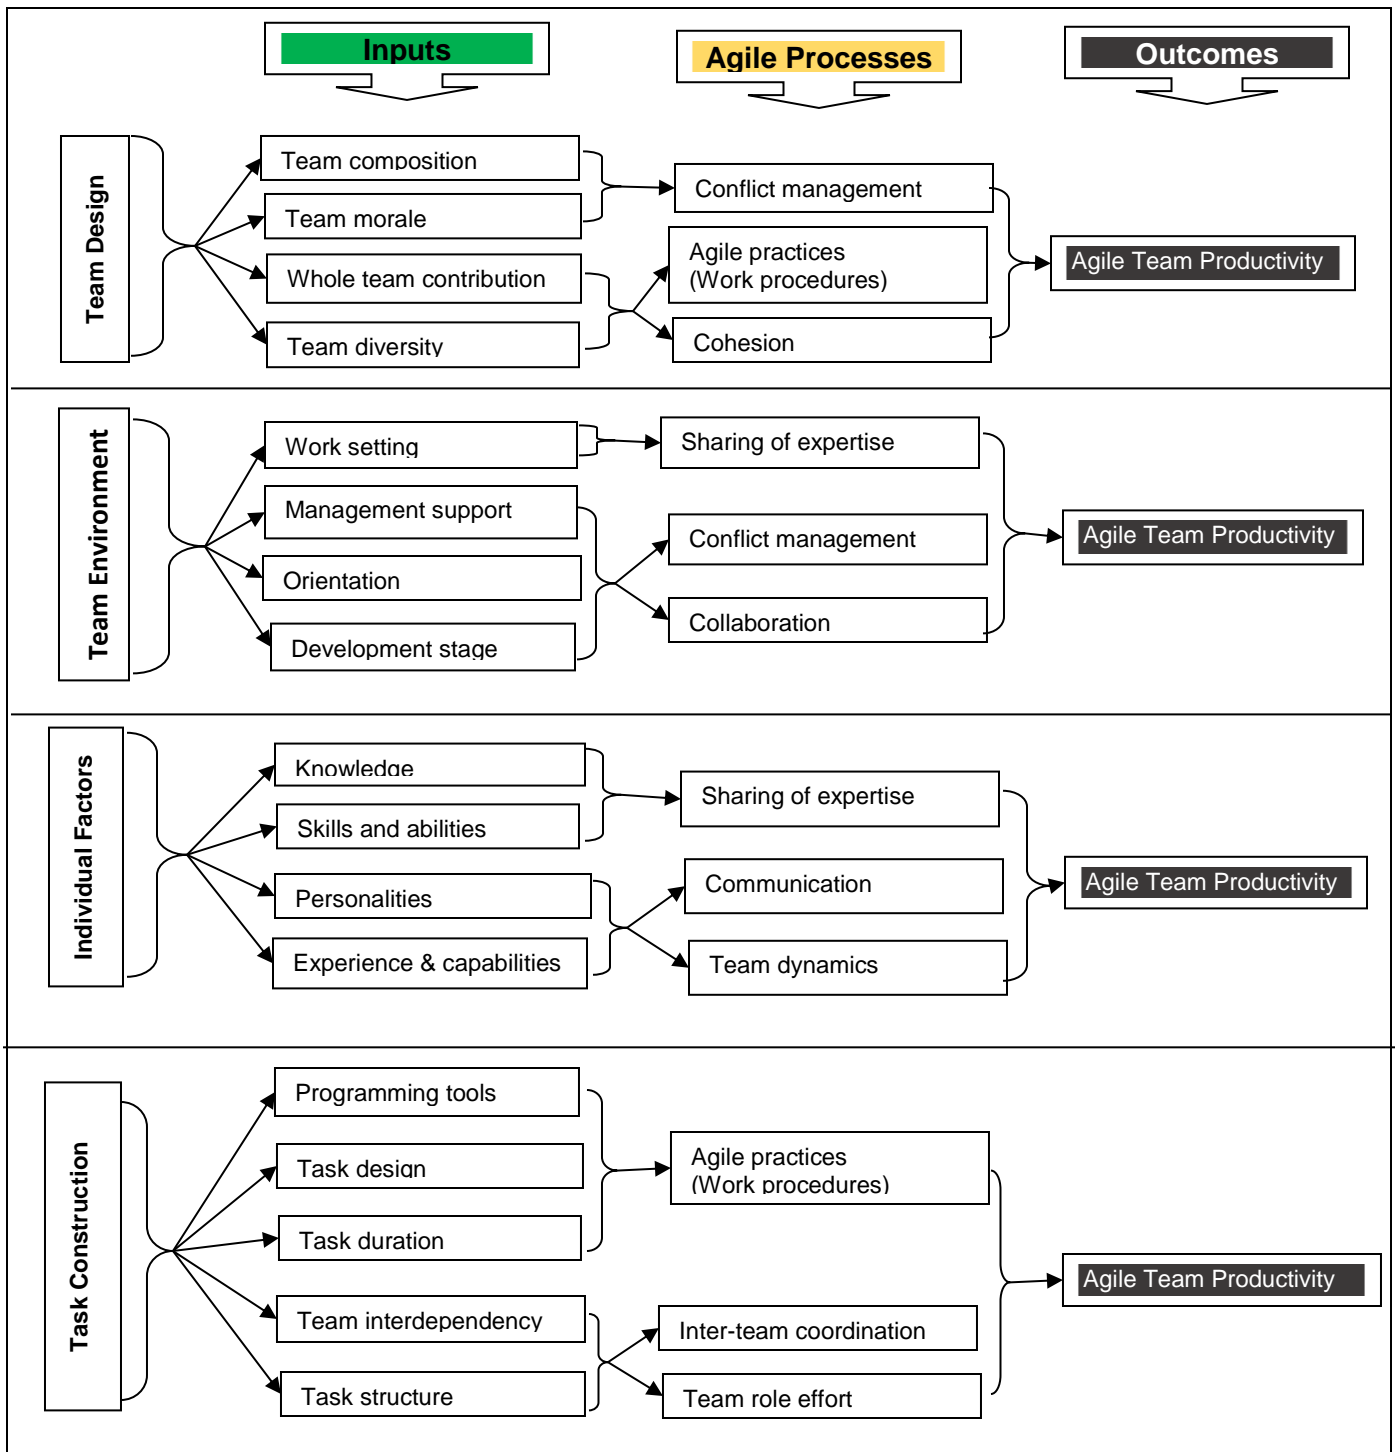 Inputs
Agile Processes
Outcomes
Team Design
Team composition
Team morale
Whole team contribution
Team diversity
Conflict management
Agile practices
(Work procedures)
Cohesion
Agile Team Productivity
Team Environment
Work setting
Management support
Orientation
Development stage
Sharing of expertise
Conflict management
Collaboration
Agile Team Productivity
Individual Factors
Knowledge
Skills and abilities
Personalities
Experience & capabilities
Sharing of expertise
Communication
Team dynamics
Agile Team Productivity
Task Construction
Programming tools
Task design
Task duration
Team interdependency
Task structure
Agile practices
(Work procedures)
Inter-team coordination
Team role effort
Agile Team Productivity